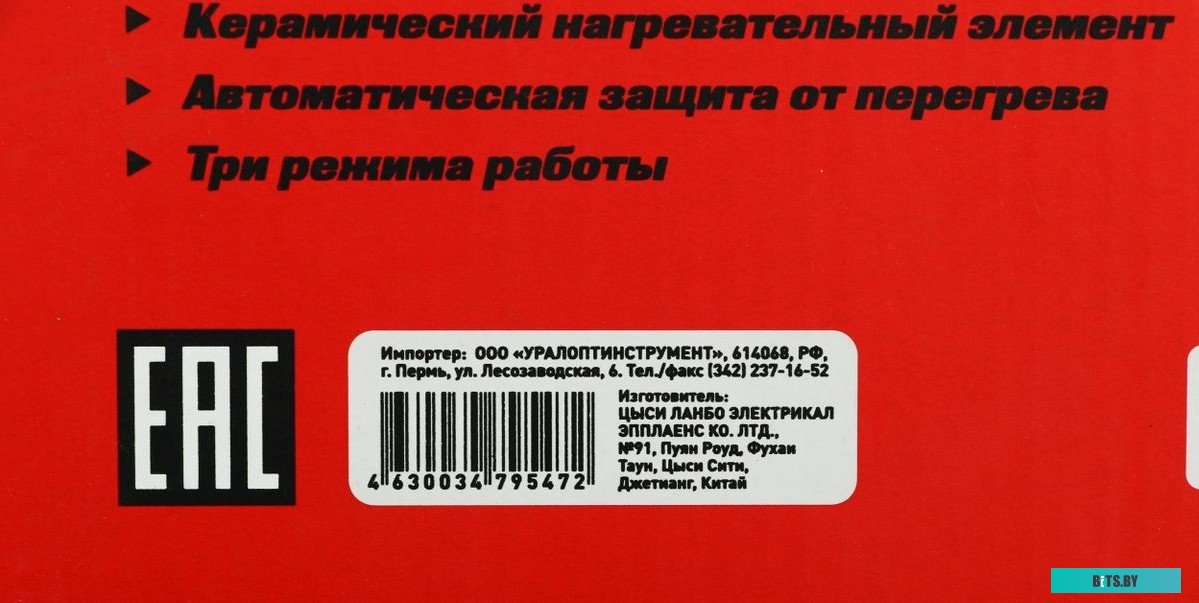 Керамический нагревательный элемент
Автоматическая защита от перегрева
Три режима работы
EAC
Импортер: ООО «УРАЛОПТИНСТРУМЕНТ», 614068, РФ,
г. Пермь, ул. Лесозаводская, 6. Тел./факс (342) 237-16-52
Изготовитель:
ЦЫСИ ЛАНБО ЭЛЕКТРИКАЛ
ЭППЛАЕНС КО. ЛТД.,
№91, Пуян Роуд, Фухаи
Таун, Цыси Сити,
Джетианг, Китай
4 630034 795472
BiTS.BY